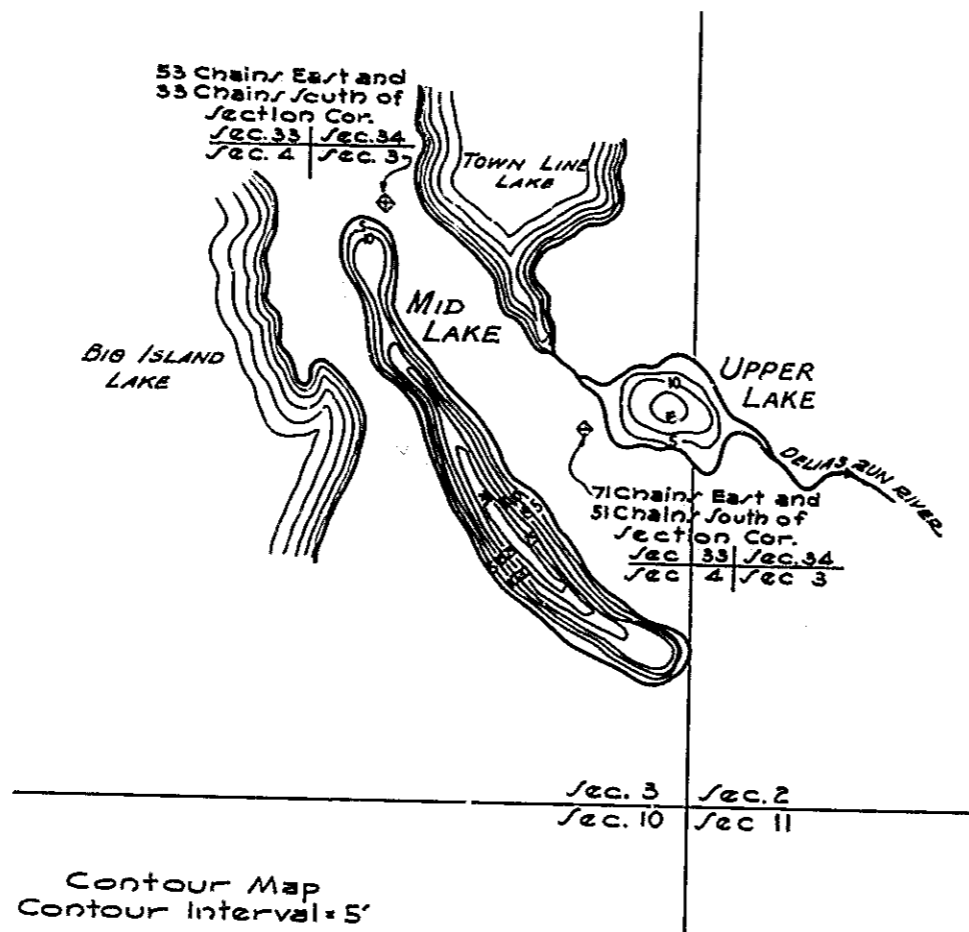 53 Chains East and
33 Chains South of
Section Cor.
Sec. 33 | Sec. 34
Sec. 4 | Sec. 3
TOWN LINE
LAKE
5
10
MID
LAKE
BIG ISLAND
LAKE
UPPER
LAKE
10
5
DELIAS RUN RIVER
71 Chains East and
51 Chains South of
Section Cor.
Sec 33 | Sec. 34
Sec 4 | Sec 3
Sec. 3 | Sec. 2
Sec. 10 | Sec 11
Contour Map
Contour Interval = 5'